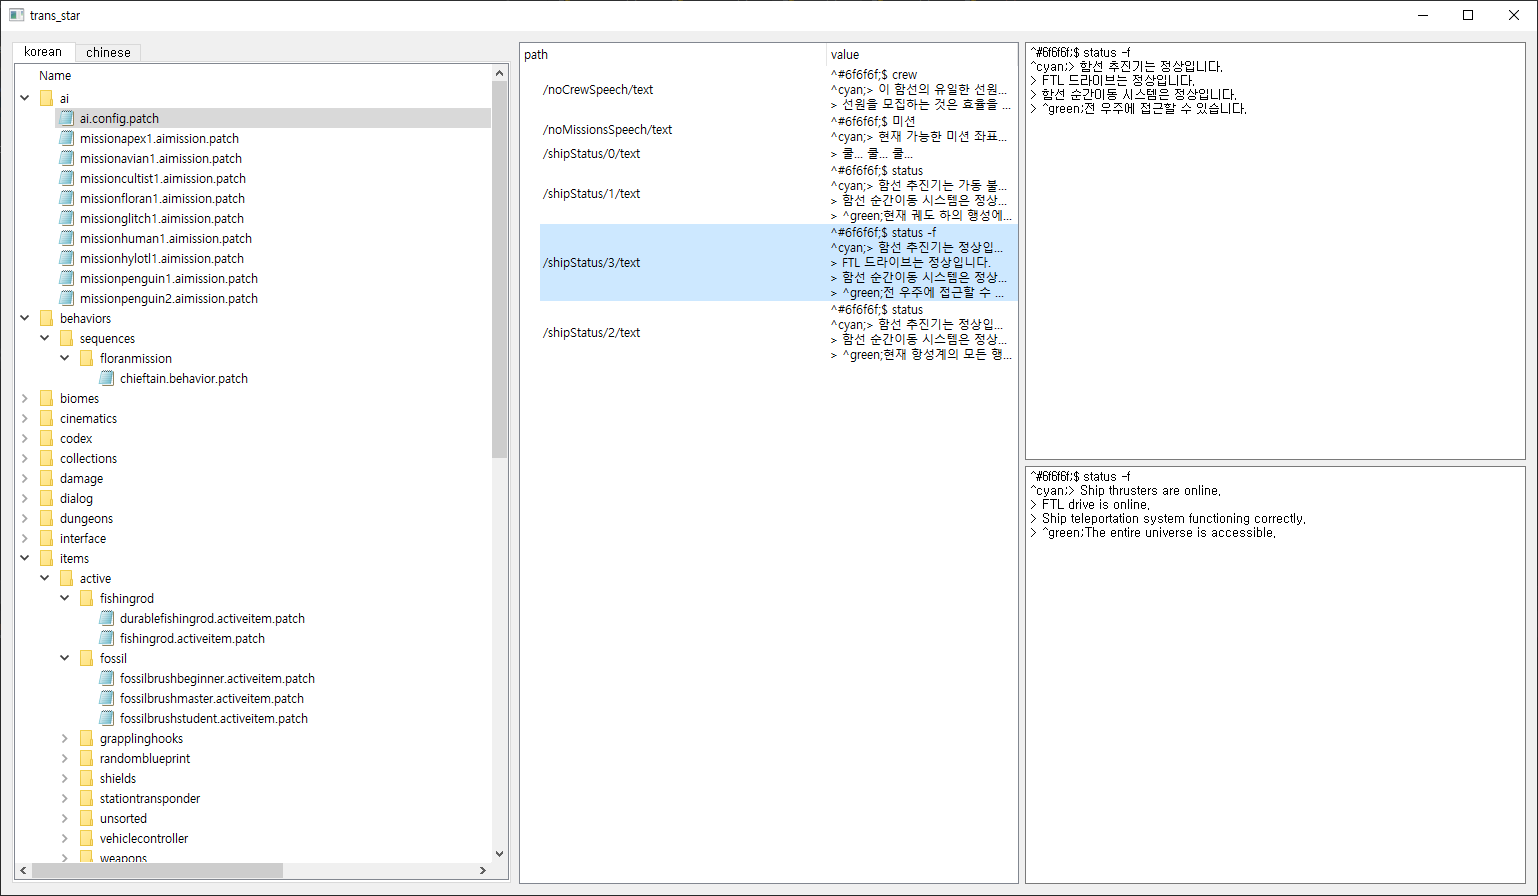 trans_star
korean
chinese
Name
ai
ai.config.patch
missionapex1.aimission.patch
missionavian1.aimission.patch
missioncultist1.aimission.patch
missionfloran1.aimission.patch
missionglitch1.aimission.patch
missionhuman1.aimission.patch
missionhylotl1.aimission.patch
missionpenguin1.aimission.patch
missionpenguin2.aimission.patch
behaviors
sequences
floranmission
chieftain.behavior.patch
biomes
cinematics
codex
collections
damage
dialog
dungeons
interface
items
active
fishingrod
durablefishingrod.activeitem.patch
fishingrod.activeitem.patch
fossil
fossilbrushbeginner.activeitem.patch
fossilbrushmaster.activeitem.patch
fossilbrushstudent.activeitem.patch
grapplinghooks
randomblueprint
shields
stationtransponder
unsorted
vehiclecontroller
weapons
path
value
/noCrewSpeech/text
^#6f6f6f;$ crew
^cyan;> 이 함선의 유일한 선원...
> 선원을 모집하는 것은 효율을 ...
/noMissionsSpeech/text
^#6f6f6f;$ 미션
^cyan;> 현재 가능한 미션 좌표...
/shipStatus/0/text
> 쿨... 쿨... 쿨...
/shipStatus/1/text
^#6f6f6f;$ status
^cyan;> 함선 추진기는 가동 불...
> 함선 순간이동 시스템은 정상...
> ^green;현재 궤도 하의 행성에...
/shipStatus/3/text
^#6f6f6f;$ status -f
^cyan;> 함선 추진기는 정상입...
> FTL 드라이브는 정상입니다.
> 함선 순간이동 시스템은 정상...
> ^green;전 우주에 접근할 수 ...
/shipStatus/2/text
^#6f6f6f;$ status
^cyan;> 함선 추진기는 정상입...
> 함선 순간이동 시스템은 정상...
> ^green;현재 항성계의 모든 행...
^#6f6f6f;$ status -f
^cyan;> 함선 추진기는 정상입니다.
> FTL 드라이브는 정상입니다.
> 함선 순간이동 시스템은 정상입니다.
> ^green;전 우주에 접근할 수 있습니다.
^#6f6f6f;$ status -f
^cyan;> Ship thrusters are online.
> FTL drive is online.
> Ship teleportation system functioning correctly.
> ^green;The entire universe is accessible.